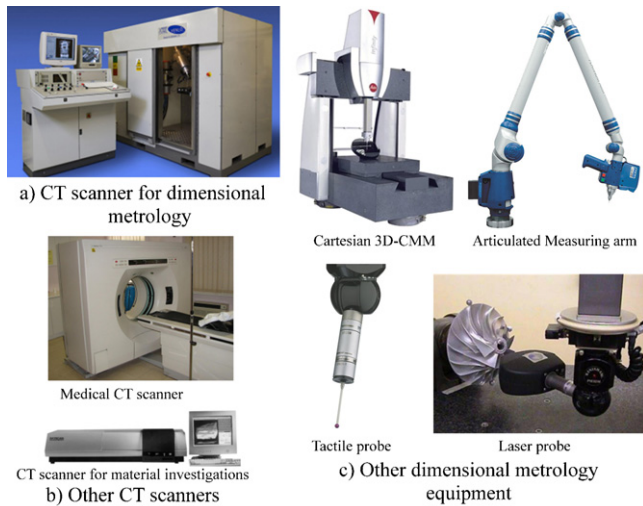 a) CT scanner for dimensional
metrology
Medical CT scanner
CT scanner for material investigations
b) Other CT scanners
Cartesian 3D-CMM
Articulated Measuring arm
Tactile probe
Laser probe
c) Other dimensional metrology
equipment